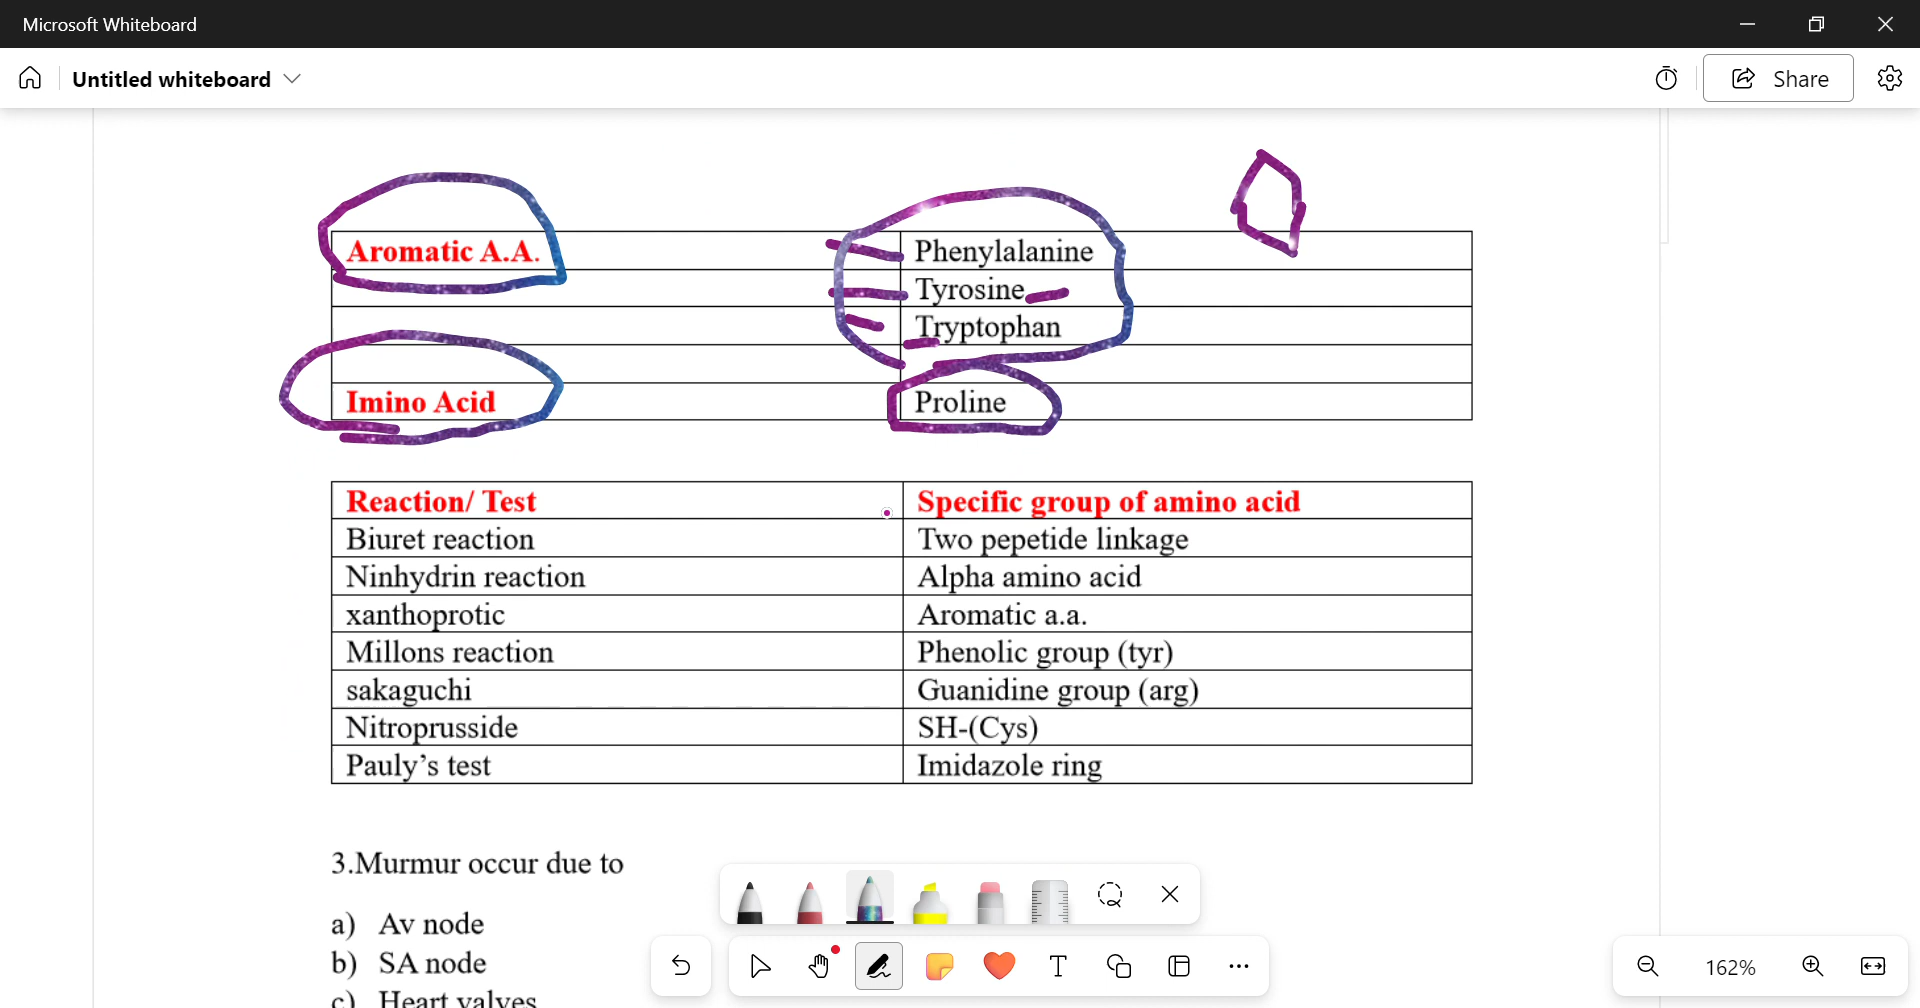 Microsoft Whiteboard
Untitled whiteboard
Share
Aromatic A.A. Phenylalanine
Tyrosine
Tryptophan
Imino Acid Proline
Reaction/ Test Specific group of amino acid
Biuret reaction Two pepetide linkage
Ninhydrin reaction Alpha amino acid
xanthoprotic Aromatic a.a.
Millons reaction Phenolic group (tyr)
sakaguchi Guanidine group (arg)
Nitroprusside SH-(Cys)
Pauly’s test Imidazole ring
3.Murmur occur due to
a) Av node
b) SA node
c) Heart valves
162%